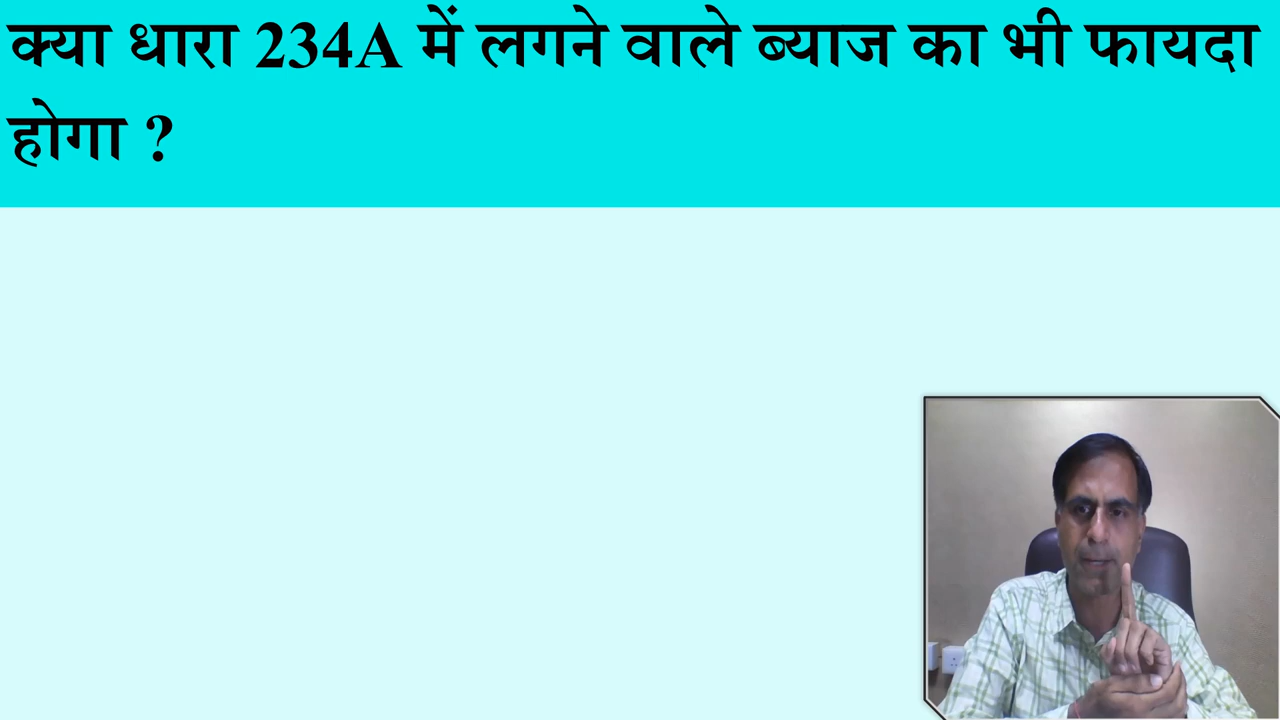 क्या धारा 234A में लगने वाले ब्याज का भी फायदा
होगा ?